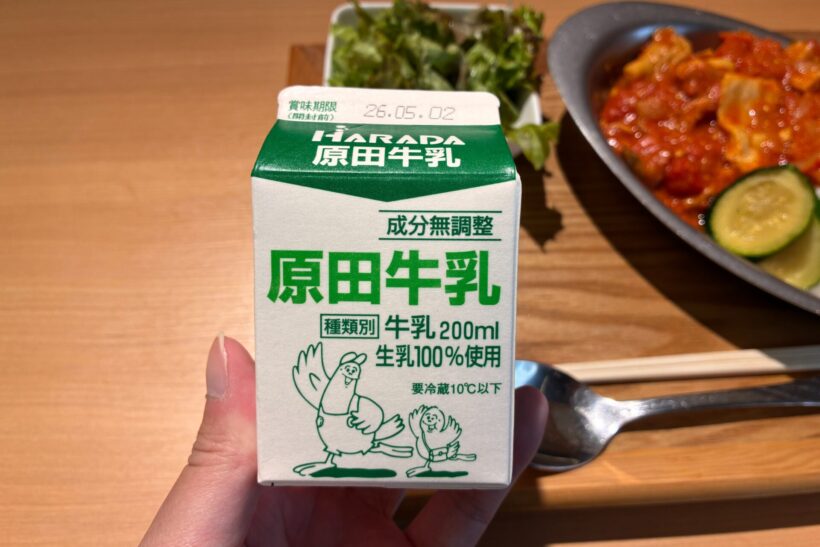 賞味期限
(開封前)
26.05.02
HARADA
原田牛乳
成分無調整
原田牛乳
種類別 牛乳 200ml
生乳100%使用
要冷蔵10℃以下